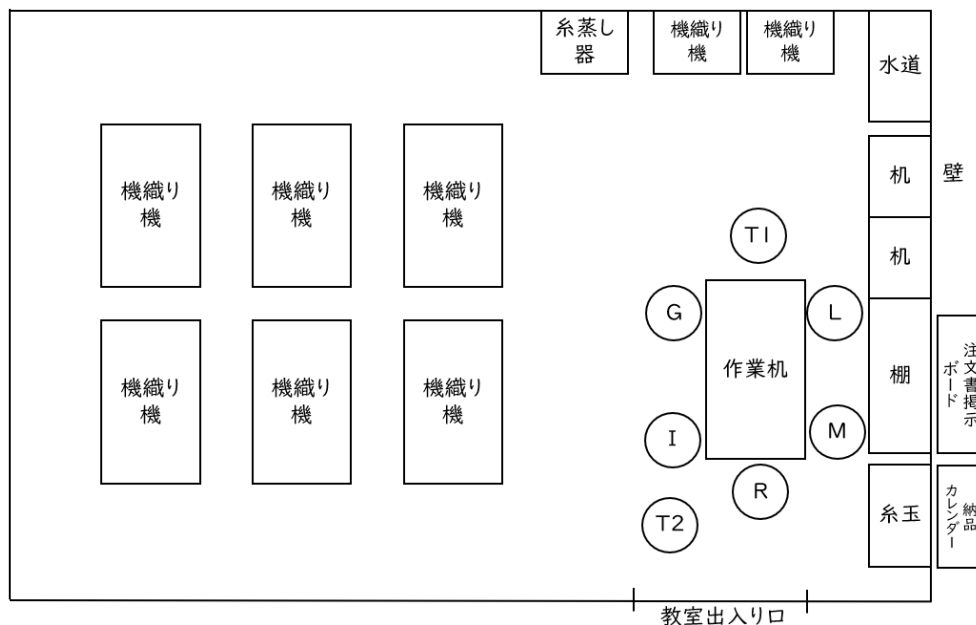 糸蒸し
器
機織り
機
機織り
機
水道
機織り
機
機織り
機
機織り
機
机
壁
机
T1
G
L
作業机
棚
注文書掲示
ボード
機織り
機
機織り
機
機織り
機
I
M
R
T2
糸玉
納品
カレンダー
教室出入り口